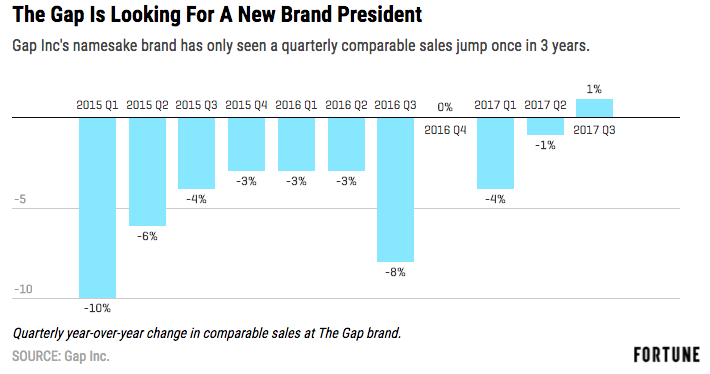 The Gap Is Looking For A New Brand President
Gap Inc's namesake brand has only seen a quarterly comparable sales jump once in 3 years.
1%
2015 Q1 2015 Q2 2015 Q3 2015 Q4 2016 Q1 2016 Q2 2016 Q3 0% 2017 Q1 2017 Q2
2016 Q4 2017 Q3
-1%
-3% -3% -3%
-5 -4% -4%
-6%
-8%
-10
-10%
Quarterly year-over-year change in comparable sales at The Gap brand.
SOURCE: Gap Inc. FORTUNE